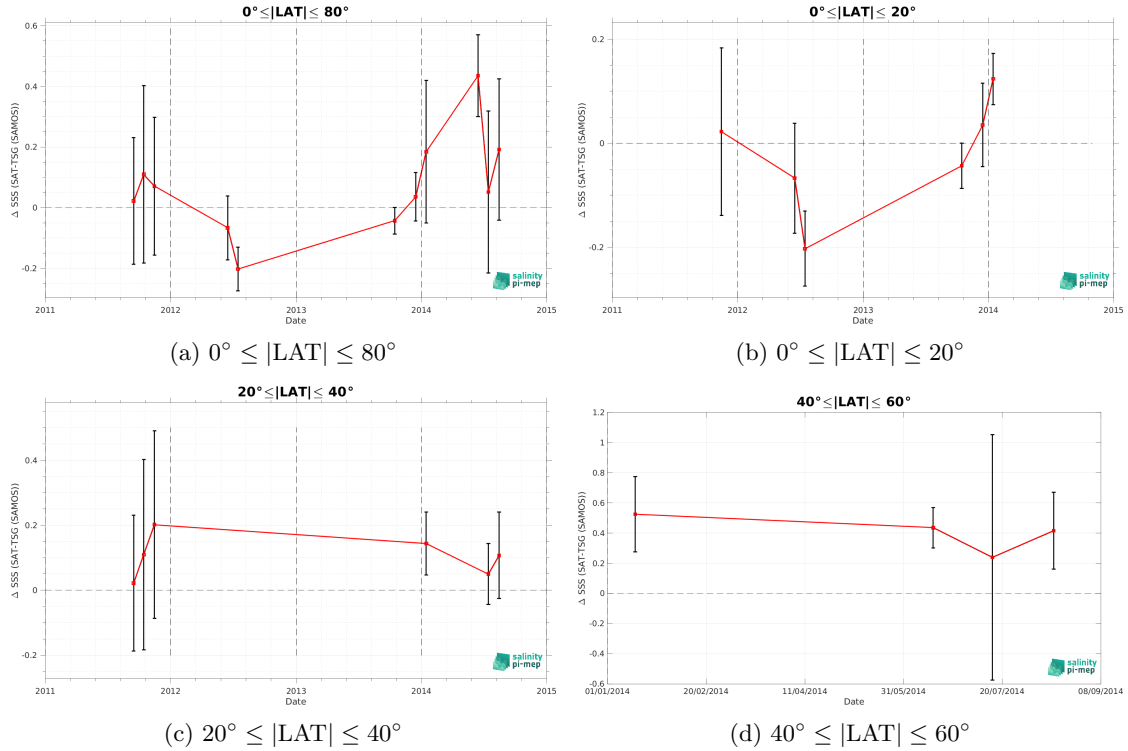 0°≤|LAT|≤ 80°
0.6
0.4
0.2
0
-0.2
Δ SSS (SAT-TSG (SAMOS))
2011 2012 2013 2014 2015
Date
salinity
pi-mep
(a) 0° ≤ |LAT| ≤ 80°
0°≤|LAT|≤ 20°
0.2
0
-0.2
Δ SSS (SAT-TSG (SAMOS))
2011 2012 2013 2014 2015
Date
salinity
pi-mep
(b) 0° ≤ |LAT| ≤ 20°
20°≤|LAT|≤ 40°
0.4
0.2
0
-0.2
Δ SSS (SAT-TSG (SAMOS))
2011 2012 2013 2014 2015
Date
salinity
pi-mep
(c) 20° ≤ |LAT| ≤ 40°
40°≤|LAT|≤ 60°
1.2
1
0.8
0.6
0.4
0.2
0
-0.2
-0.4
-0.6
Δ SSS (SAT-TSG (SAMOS))
01/01/2014 20/02/2014 11/04/2014 31/05/2014 20/07/2014 08/09/2014
Date
salinity
pi-mep
(d) 40° ≤ |LAT| ≤ 60°